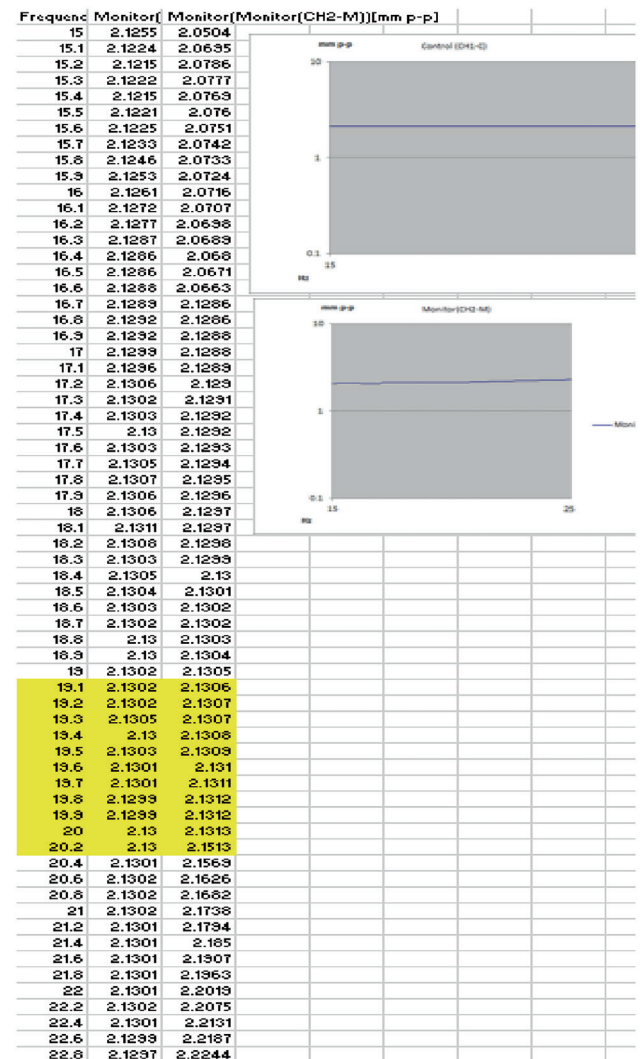 Frequenc Monitor( Monitor(Monitor(CH2-M))[mm p-p]
15 2.1255 2.0504
15.1 2.1224 2.0695
15.2 2.1215 2.0786
15.3 2.1222 2.0777
15.4 2.1215 2.0769
15.5 2.1221 2.076
15.6 2.1225 2.0751
15.7 2.1233 2.0742
15.8 2.1246 2.0733
15.9 2.1253 2.0724
16 2.1261 2.0716
16.1 2.1272 2.0707
16.2 2.1277 2.0698
16.3 2.1287 2.0689
16.4 2.1286 2.068
16.5 2.1286 2.0671
16.6 2.1288 2.0663
16.7 2.1289 2.1286
16.8 2.1292 2.1286
16.9 2.1292 2.1288
17 2.1299 2.1288
17.1 2.1296 2.1289
17.2 2.1306 2.129
17.3 2.1302 2.1291
17.4 2.1303 2.1292
17.5 2.13 2.1292
17.6 2.1303 2.1293
17.7 2.1305 2.1294
17.8 2.1307 2.1295
17.9 2.1306 2.1296
18 2.1306 2.1297
18.1 2.1311 2.1297
18.2 2.1308 2.1298
18.3 2.1303 2.1299
18.4 2.1305 2.13
18.5 2.1304 2.1301
18.6 2.1303 2.1302
18.7 2.1302 2.1302
18.8 2.13 2.1303
18.9 2.13 2.1304
19 2.1302 2.1305
19.1 2.1302 2.1306
19.2 2.1302 2.1307
19.3 2.1305 2.1307
19.4 2.13 2.1308
19.5 2.1303 2.1309
19.6 2.1301 2.131
19.7 2.1301 2.1311
19.8 2.1299 2.1312
19.9 2.1299 2.1312
20 2.13 2.1313
20.2 2.13 2.1513
20.4 2.1301 2.1569
20.6 2.1302 2.1626
20.8 2.1302 2.1682
21 2.1302 2.1738
21.2 2.1301 2.1794
21.4 2.1301 2.185
21.6 2.1301 2.1907
21.8 2.1301 2.1963
22 2.1301 2.2019
22.2 2.1302 2.2075
22.4 2.1301 2.2131
22.6 2.1299 2.2187
22.8 2.1297 2.2244
mm p-p Control (CH1-C)
10
1
0.1
15
Hz
mm p-p Monitor(CH2-M)
10
1
Moni
0.1
15 25
Hz